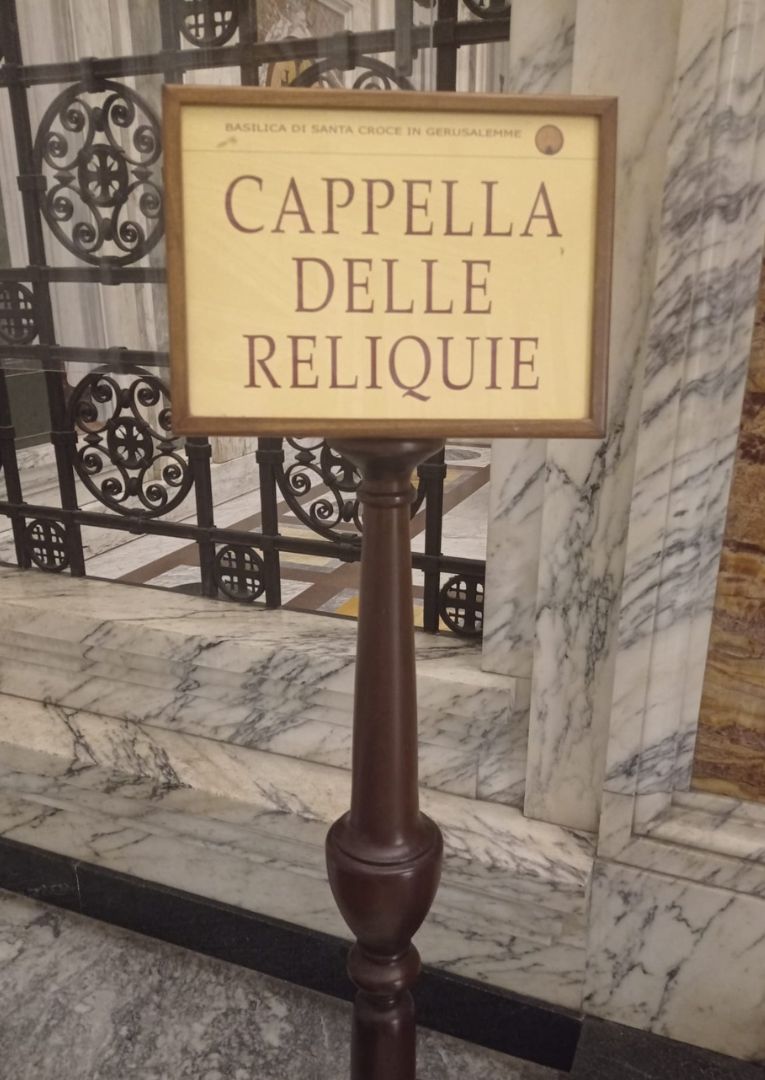 BASILICA DI SANTA CROCE IN GERUSALEMME
CAPPELLA
DELLE
RELIQUIE